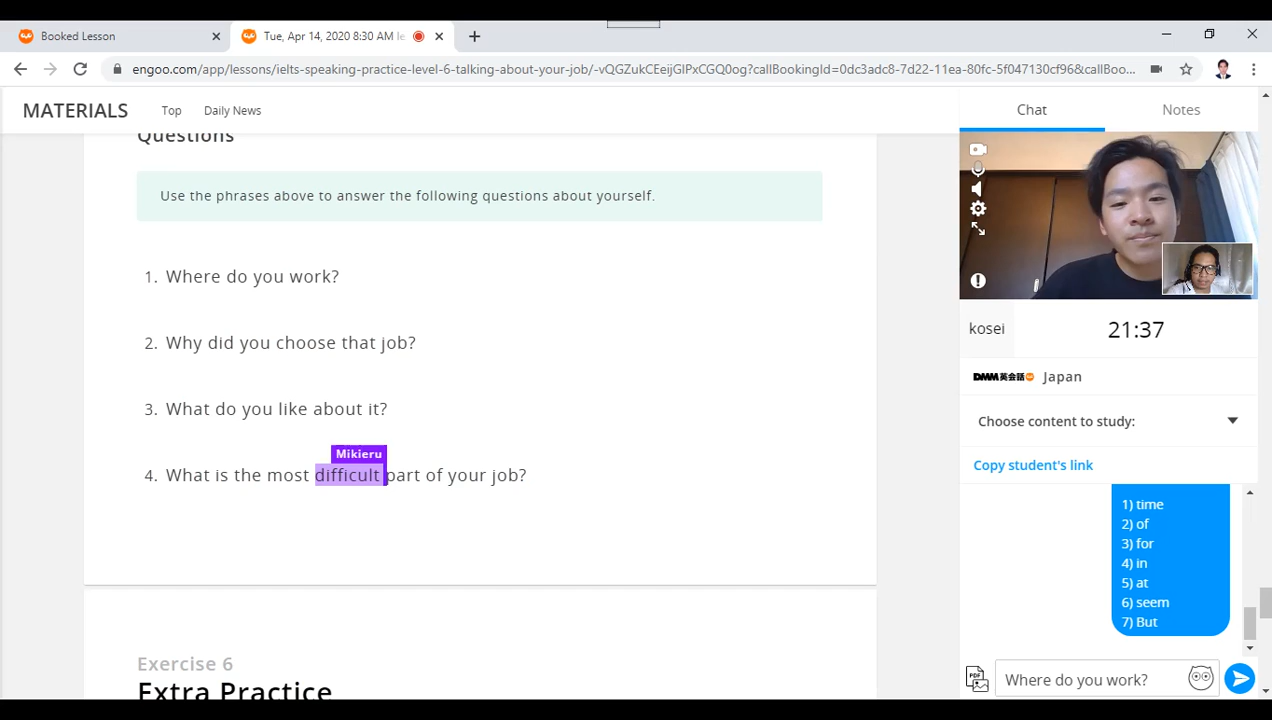 Booked Lesson
Tue, Apr 14, 2020 8:30 AM le
engoo.com/app/lessons/ielts-speaking-practice-level-6-talking-about-your-job/-vQGZukCEeijGlPxCGQ0og?callBookingId=0dc3adc8-7d22-11ea-80fc-5f047130cf96&callBoo...
MATERIALS
Top
Daily News
Chat
Notes
Questions
Use the phrases above to answer the following questions about yourself.
1. Where do you work?
2. Why did you choose that job?
3. What do you like about it?
Mikieru
4. What is the most difficult part of your job?
Exercise 6
Extra Practice
kosei
21:37
DMM英会話
Japan
Choose content to study:
Copy student's link
1) time
2) of
3) for
4) in
5) at
6) seem
7) But
PDF
Where do you work?